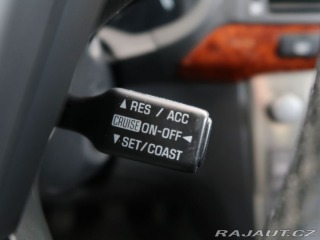 ▲ RES / ACC
CRUISE ON-OFF ◄
▼ SET/COAST
RAJAUT.CZ